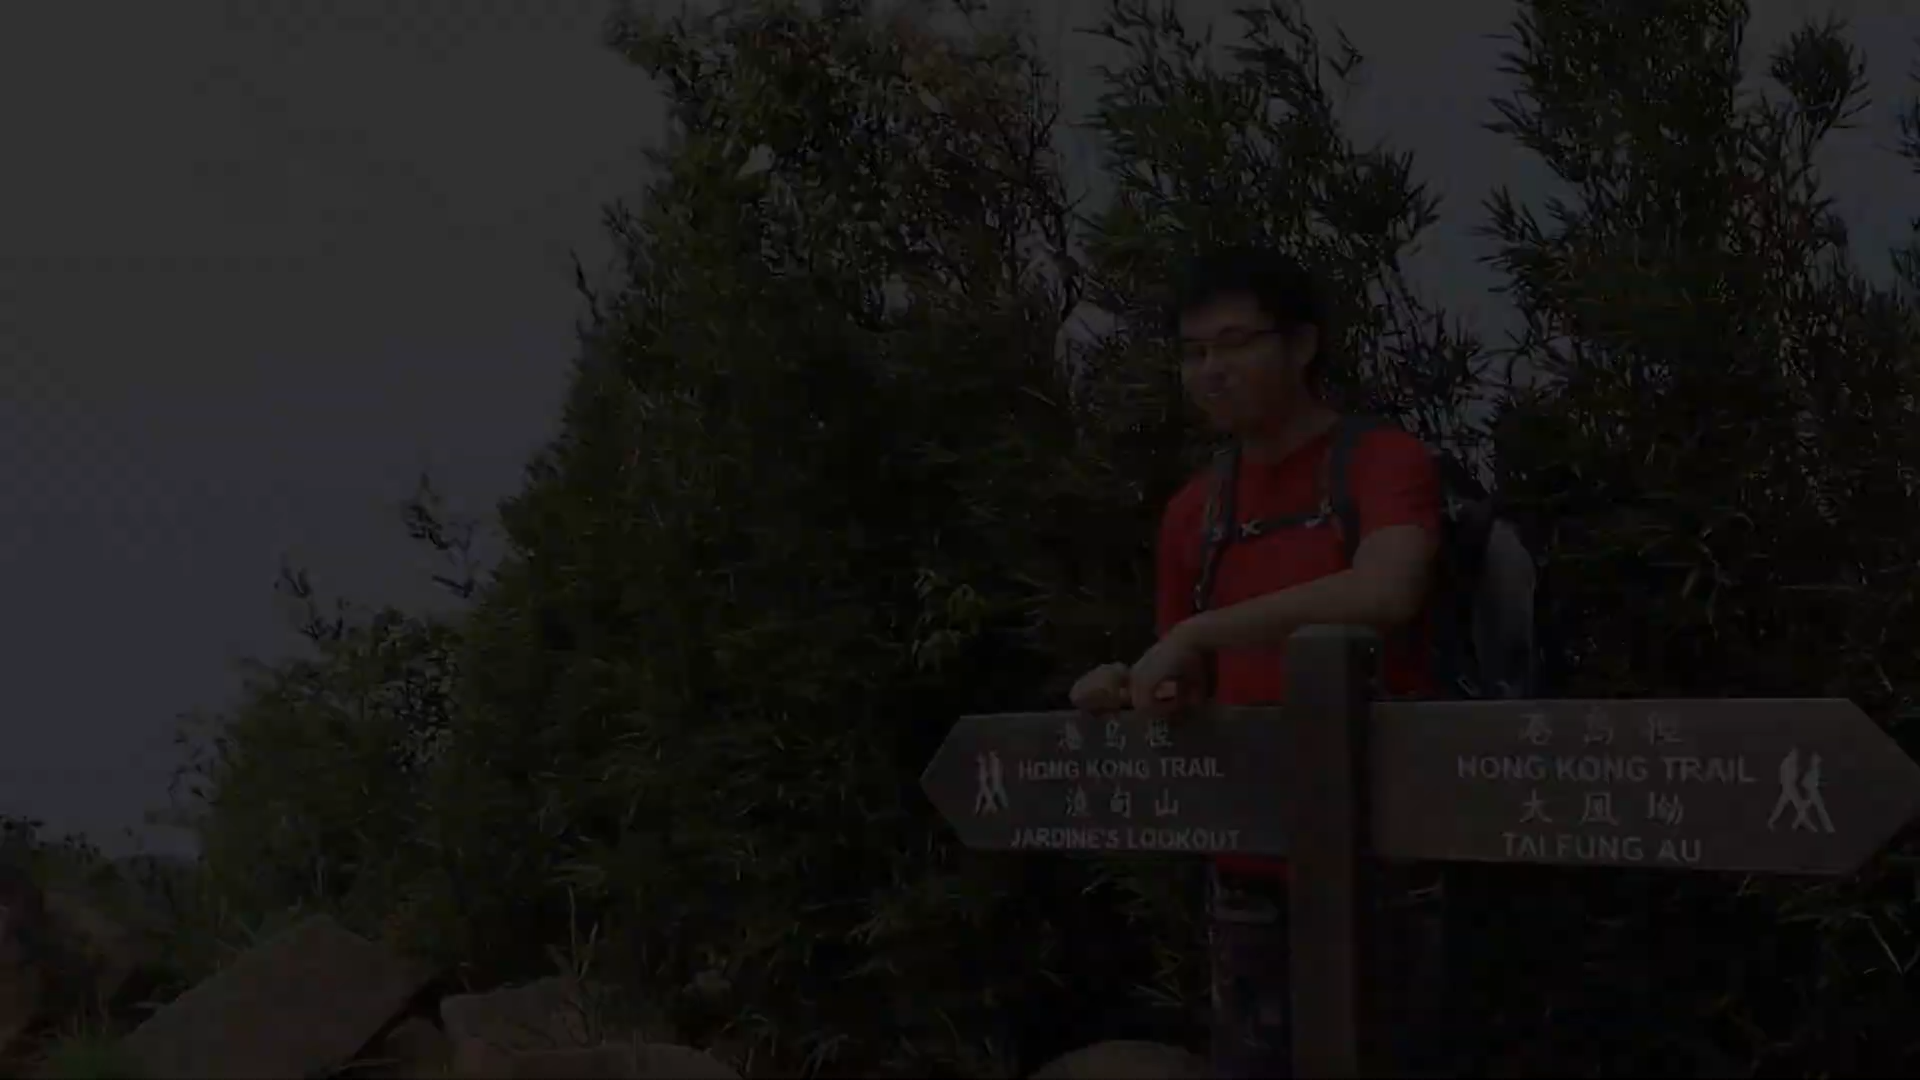 港島徑
HONG KONG TRAIL
渣甸山
JARDINE'S LOOKOUT
港島徑
HONG KONG TRAIL
大風坳
TAI FUNG AU